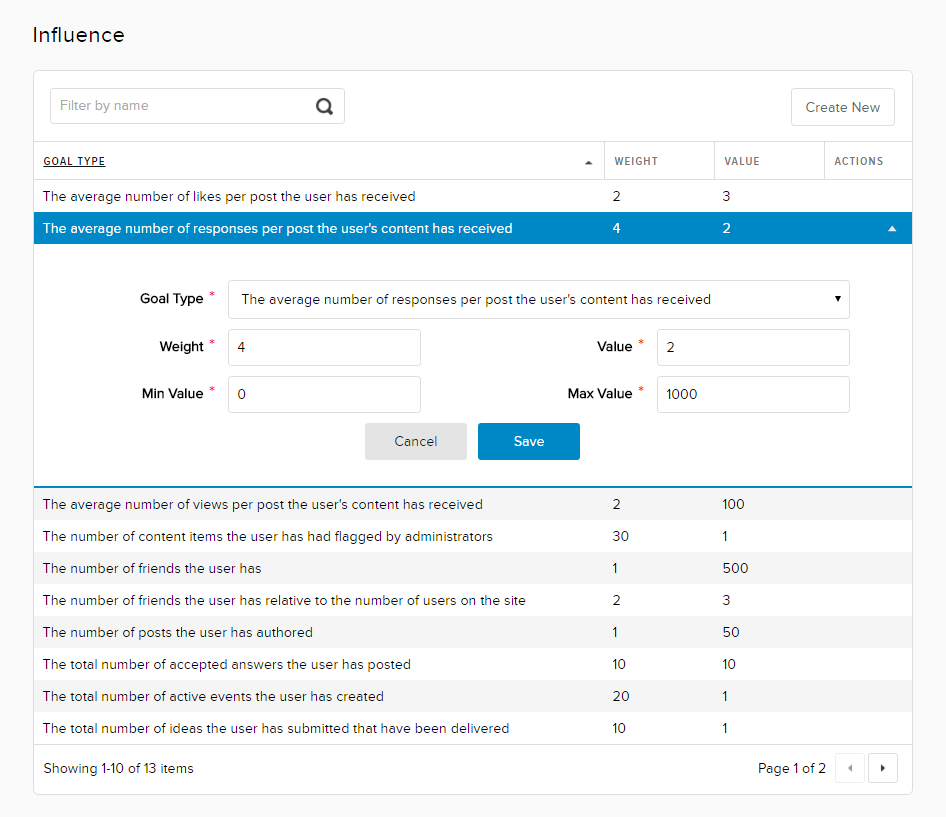 Influence
Filter by name
Create New
GOAL TYPE WEIGHT VALUE ACTIONS
The average number of likes per post the user has received 2 3
The average number of responses per post the user's content has received 4 2
Goal Type * The average number of responses per post the user's content has received
Weight * 4 Value * 2
Min Value * 0 Max Value * 1000
Cancel Save
The average number of views per post the user's content has received 2 100
The number of content items the user has had flagged by administrators 30 1
The number of friends the user has 1 500
The number of friends the user has relative to the number of users on the site 2 3
The number of posts the user has authored 1 50
The total number of accepted answers the user has posted 10 10
The total number of active events the user has created 20 1
The total number of ideas the user has submitted that have been delivered 10 1
Showing 1-10 of 13 items Page 1 of 2